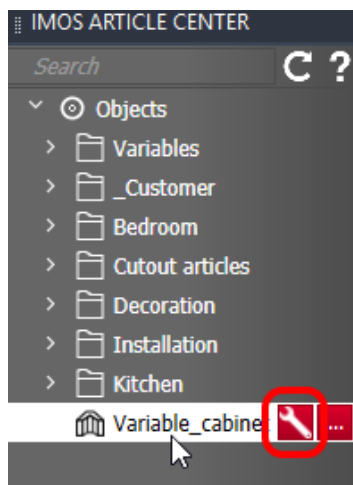 IMOS ARTICLE CENTER
Search
Objects
Variables
_Customer
Bedroom
Cutout articles
Decoration
Installation
Kitchen
Variable_cabine ...